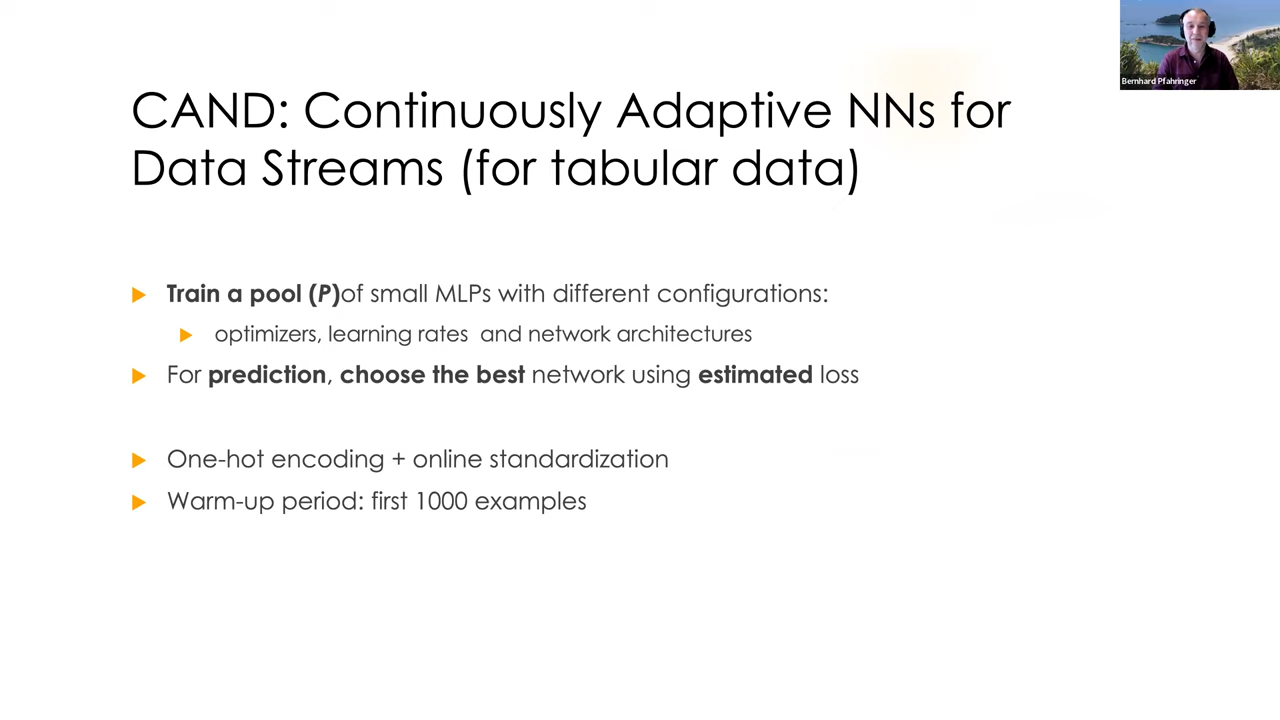 Bernhard Pfahringer
CAND: Continuously Adaptive NNs for
Data Streams (for tabular data)
Train a pool (P)of small MLPs with different configurations:
optimizers, learning rates and network architectures
For prediction, choose the best network using estimated loss
One-hot encoding + online standardization
Warm-up period: first 1000 examples